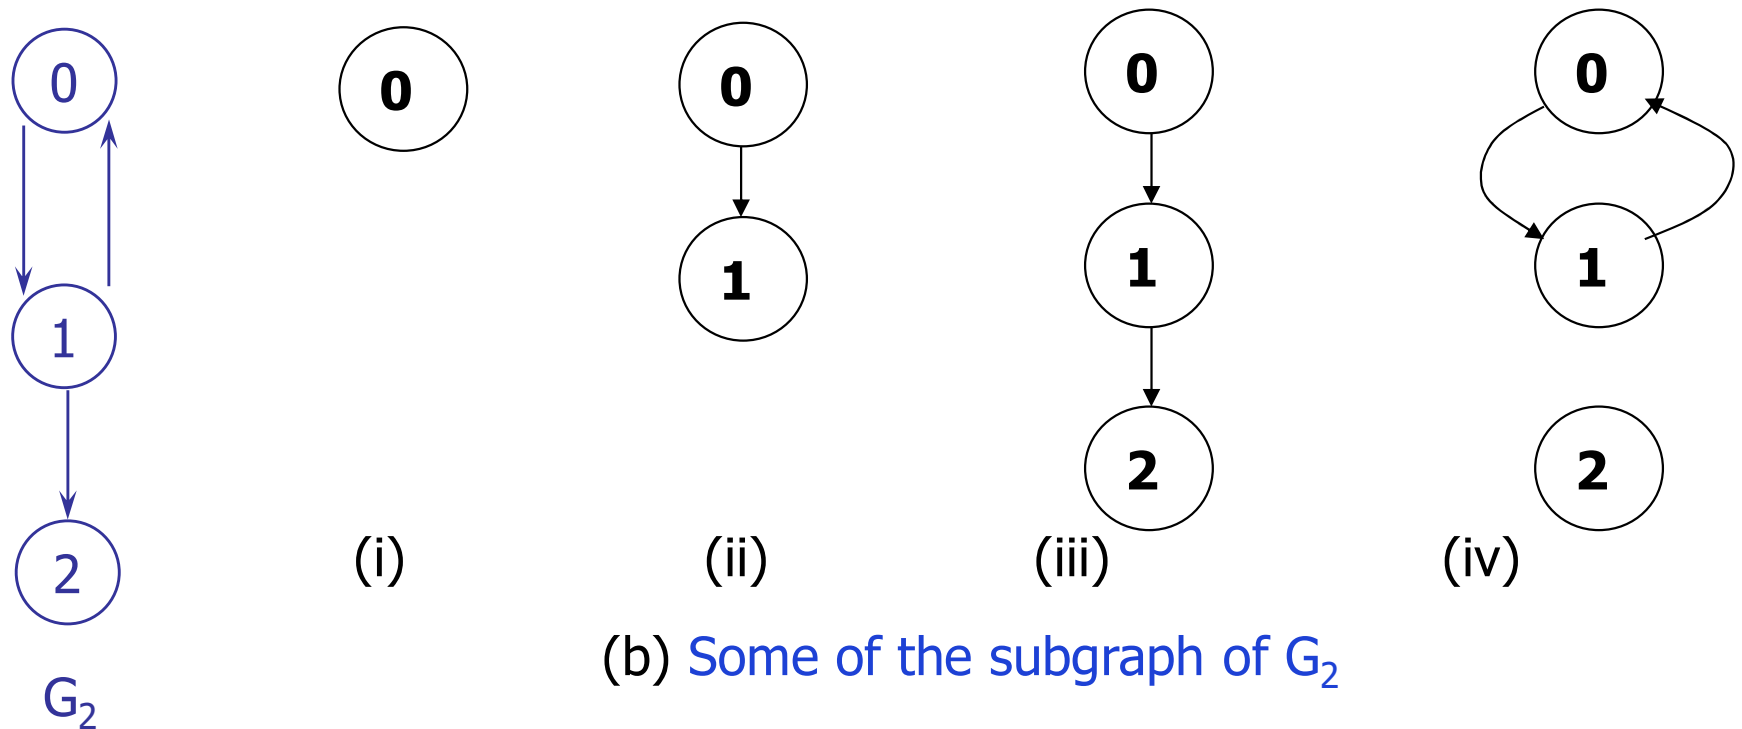 0
1
2
G2
0
(i)
0
1
(ii)
0
1
2
(iii)
0
1
2
(iv)
(b) Some of the subgraph of G2